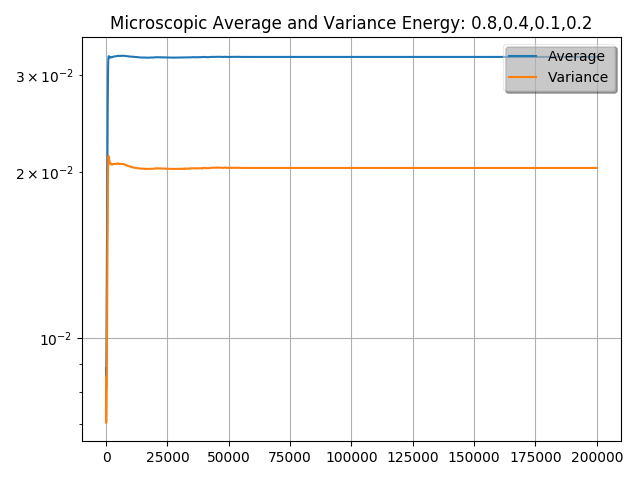 Microscopic Average and Variance Energy: 0.8,0.4,0.1,0.2
Average
Variance
3 × 10⁻²
2 × 10⁻²
10⁻²
0 25000 50000 75000 100000 125000 150000 175000 200000